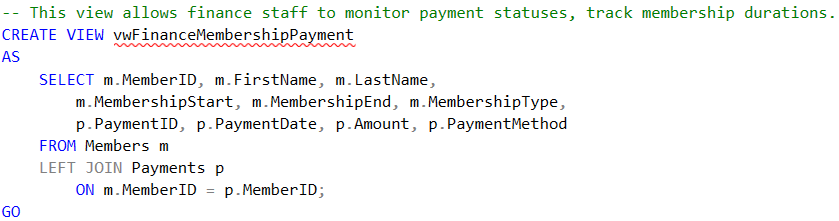 -- This view allows finance staff to monitor payment statuses, track membership durations.
CREATE VIEW vwFinanceMembershipPayment
AS
    SELECT m.MemberID, m.FirstName, m.LastName,
        m.MembershipStart, m.MembershipEnd, m.MembershipType,
        p.PaymentID, p.PaymentDate, p.Amount, p.PaymentMethod
    FROM Members m
    LEFT JOIN Payments p
        ON m.MemberID = p.MemberID;
GO